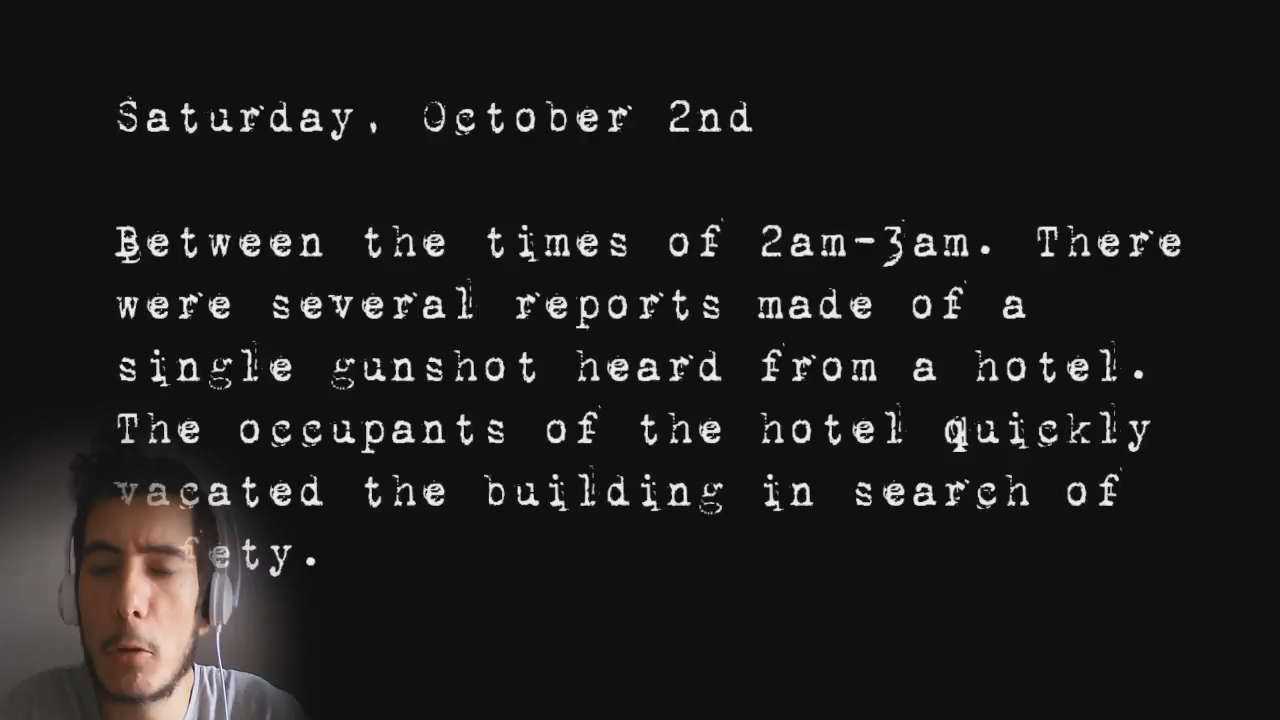 Saturday, October 2nd
Between the times of 2am-3am. There
were several reports made of a
single gunshot heard from a hotel.
The occupants of the hotel quickly
vacated the building in search of
fety.